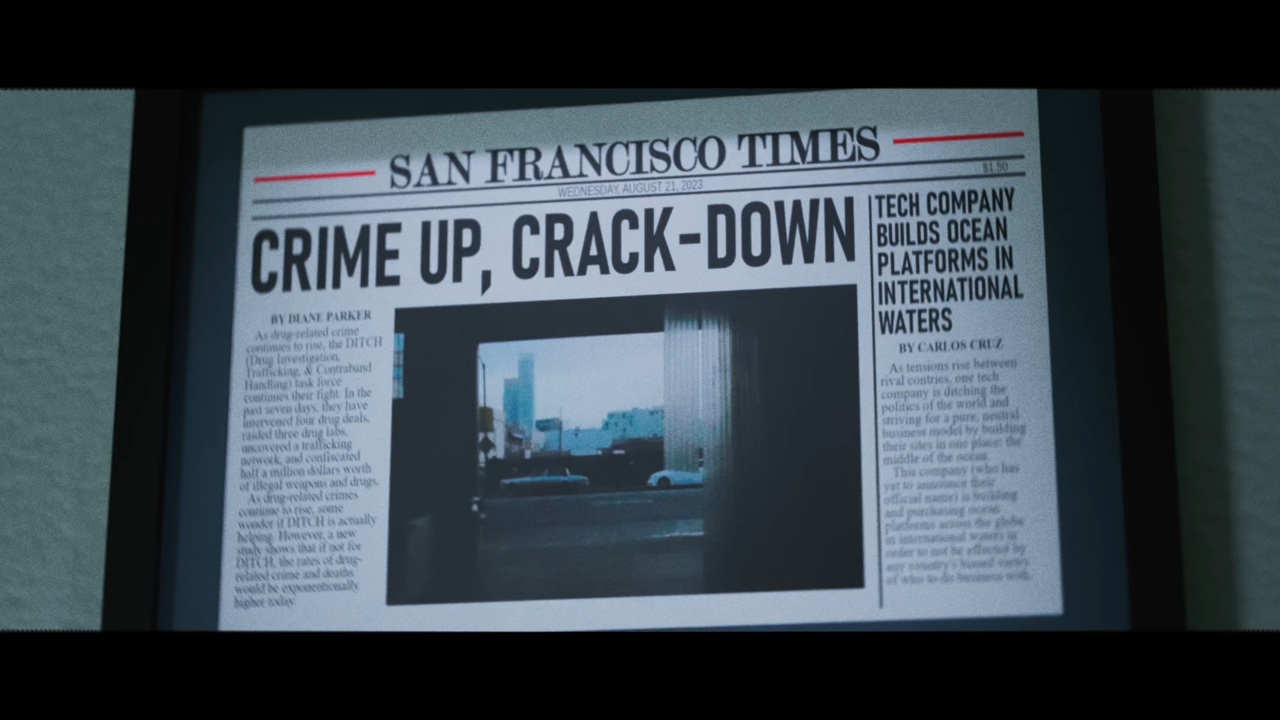 SAN FRANCISCO TIMES
WEDNESDAY, AUGUST 21, 2023
$1.50
CRIME UP, CRACK-DOWN
BY DIANE PARKER
As drug-related crime
continues to rise, the DITCH
(Drug Investigation,
Trafficking, & Contraband
Handling) task force
continues their fight. In the
past seven days, they have
intervened four drug deals,
raided three drug labs,
uncovered a trafficking
network, and confiscated
half a million dollars worth
of illegal weapons and drugs.
As drug-related crimes
continue to rise, some
wonder if DITCH is actually
helping. However, a new
study shows that if not for
DITCH, the rates of drug-
related crime and deaths
would be exponentionally
higher today.
TECH COMPANY
BUILDS OCEAN
PLATFORMS IN
INTERNATIONAL
WATERS
BY CARLOS CRUZ
As tensions rise between
rival contries, one tech
company is ditching the
politics of the world and
striving for a pure, neutral
business model by building
their sites in one place: the
middle of the ocean.
This company (who has
yet to announce their
official name) is building
and purchasing ocean
platforms across the globe
in international waters in
order to not be effected by
any country's biased views
of who to do business with.